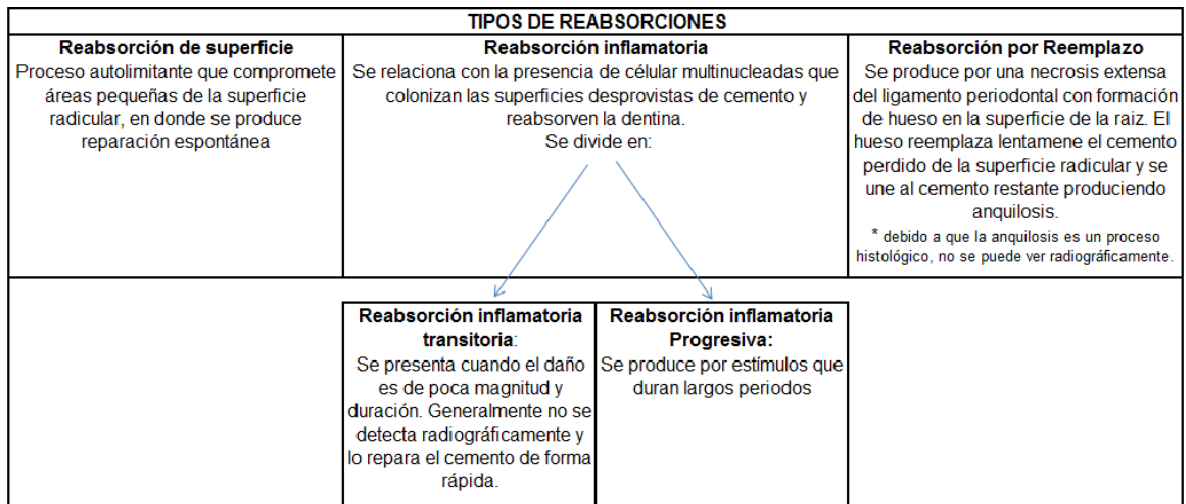 TIPOS DE REABSORCIONES
Reabsorción de superficie
Proceso autolimitante que compromete
áreas pequeñas de la superficie
radicular, en donde se produce
reparación espontánea
Reabsorción inflamatoria
Se relaciona con la presencia de célular multinucleadas que
colonizan las superficies desprovistas de cemento y
reabsorven la dentina.
Se divide en:
Reabsorción por Reemplazo
Se produce por una necrosis extensa
del ligamento periodontal con formación
de hueso en la superficie de la raiz. El
hueso reemplaza lentamene el cemento
perdido de la superficie radicular y se
une al cemento restante produciendo
anquilosis.
* debido a que la anquilosis es un proceso
histológico, no se puede ver radiográficamente.
Reabsorción inflamatoria
transitoria:
Se presenta cuando el daño
es de poca magnitud y
duración. Generalmente no se
detecta radiográficamente y
lo repara el cemento de forma
rápida.
Reabsorción inflamatoria
Progresiva:
Se produce por estímulos que
duran largos periodos